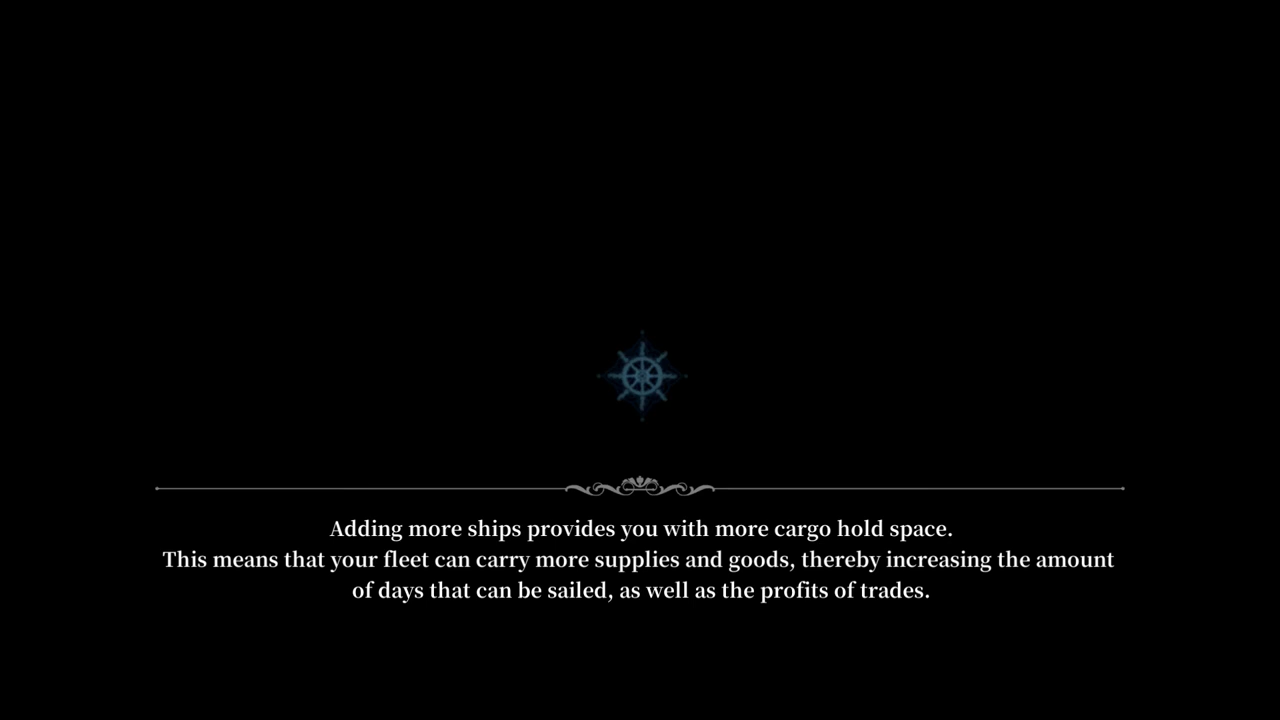 Adding more ships provides you with more cargo hold space.
This means that your fleet can carry more supplies and goods, thereby increasing the amount
of days that can be sailed, as well as the profits of trades.